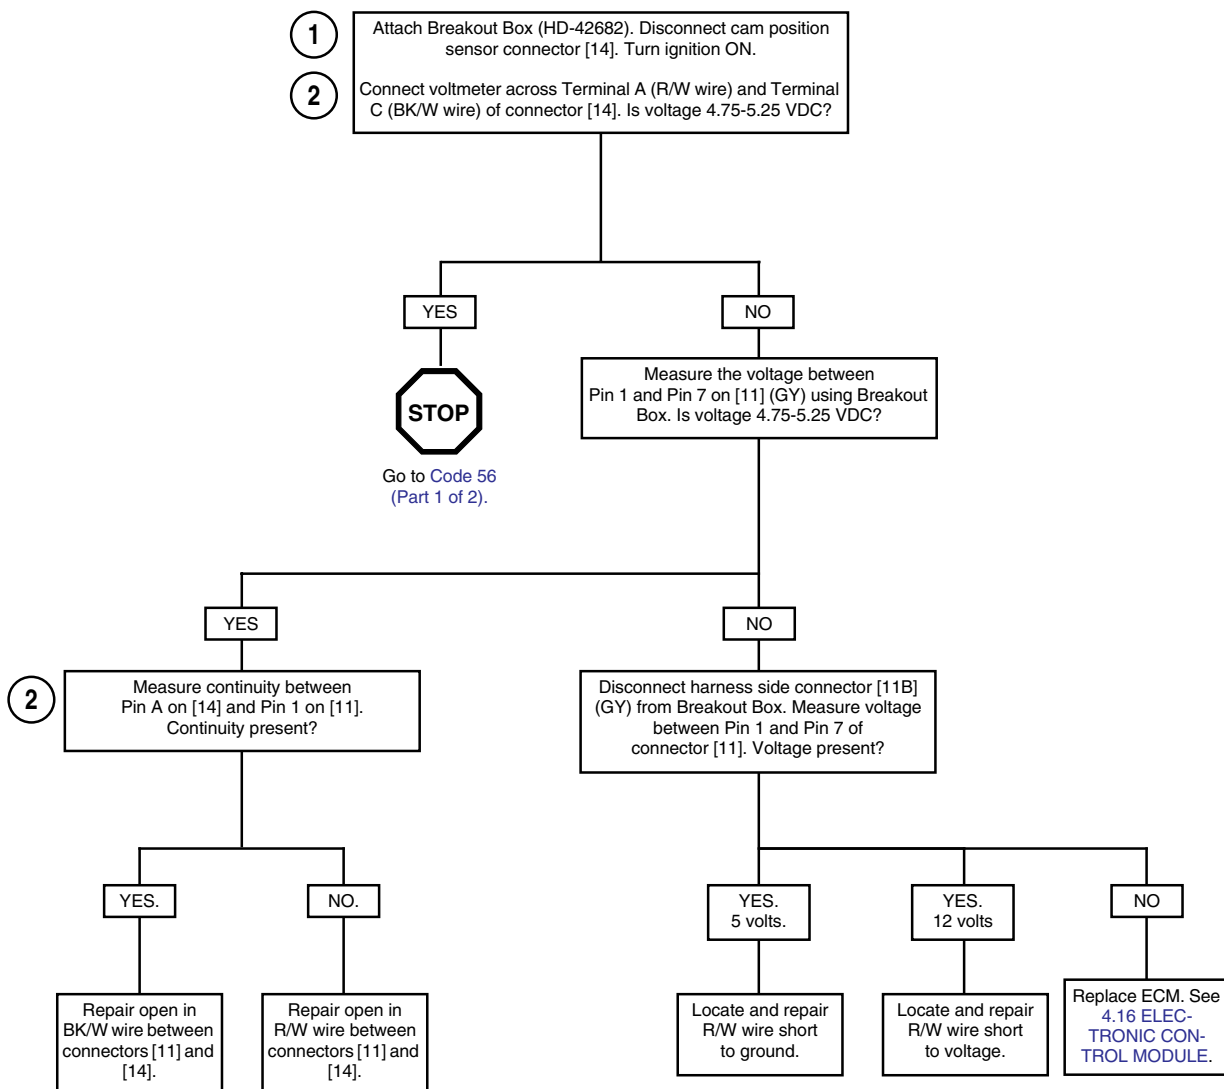 1
Attach Breakout Box (HD-42682). Disconnect cam position
sensor connector [14]. Turn ignition ON.
2
Connect voltmeter across Terminal A (R/W wire) and Terminal
C (BK/W wire) of connector [14]. Is voltage 4.75-5.25 VDC?
YES
NO
STOP
Go to Code 56
(Part 1 of 2).
Measure the voltage between
Pin 1 and Pin 7 on [11] (GY) using Breakout
Box. Is voltage 4.75-5.25 VDC?
YES
NO
2
Measure continuity between
Pin A on [14] and Pin 1 on [11].
Continuity present?
Disconnect harness side connector [11B]
(GY) from Breakout Box. Measure voltage
between Pin 1 and Pin 7 of
connector [11]. Voltage present?
YES.
NO.
YES.
5 volts.
YES.
12 volts
NO
Repair open in
BK/W wire between
connectors [11] and
[14].
Repair open in
R/W wire between
connectors [11] and
[14].
Locate and repair
R/W wire short
to ground.
Locate and repair
R/W wire short
to voltage.
Replace ECM. See
4.16 ELEC-
TRONIC CON-
TROL MODULE.